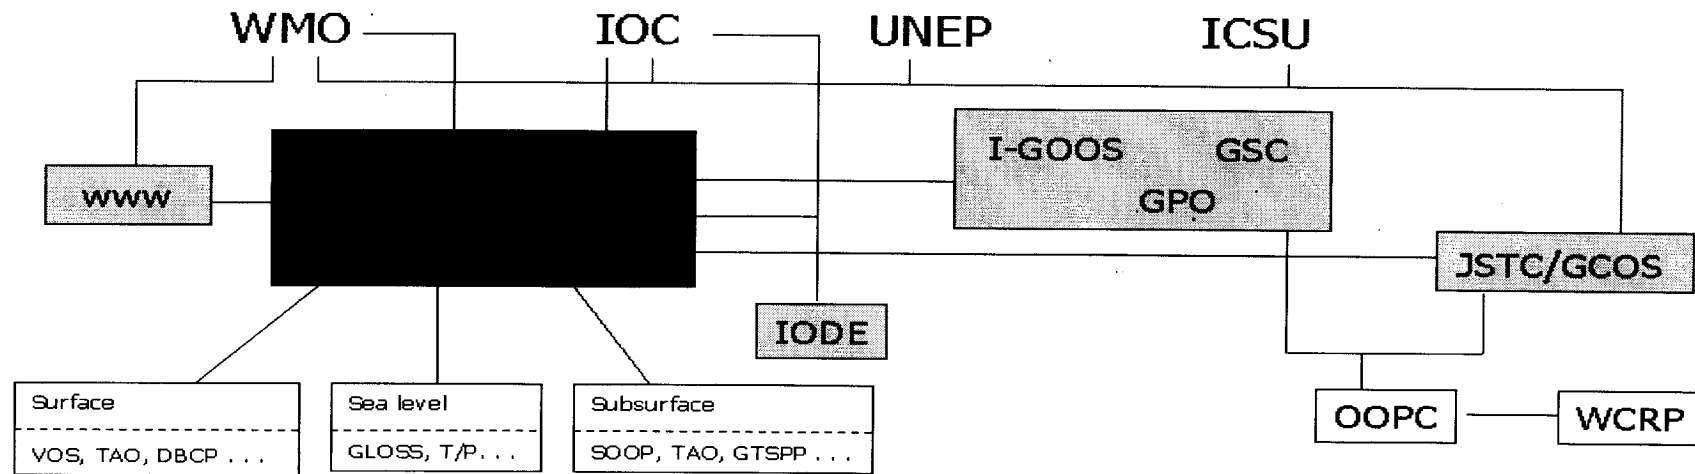 WMO IOC UNEP ICSU
I-GOOS GSC
WWW
GPO
JSTC/GCOS
IODE
Surface
VOS, TAO, DBCP . . .
Sea level
GLOSS, T/P. . .
Subsurface
SOOP, TAO, GTSPP . . .
OOPC WCRP